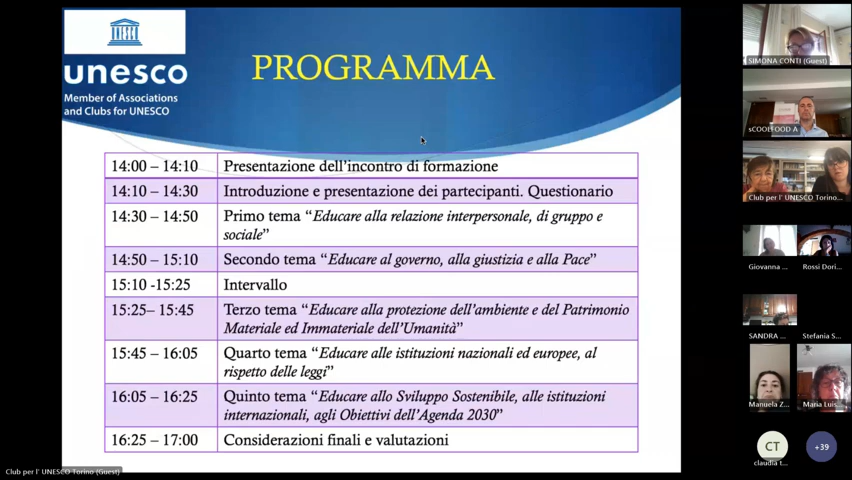 unesco
Member of Associations
and Clubs for UNESCO
PROGRAMMA
14:00 – 14:10 Presentazione dell'incontro di formazione
14:10 – 14:30 Introduzione e presentazione dei partecipanti. Questionario
14:30 – 14:50 Primo tema “Educare alla relazione interpersonale, di gruppo e
sociale”
14:50 – 15:10 Secondo tema “Educare al governo, alla giustizia e alla Pace”
15:10 -15:25 Intervallo
15:25– 15:45 Terzo tema “Educare alla protezione dell'ambiente e del Patrimonio
Materiale ed Immateriale dell'Umanità”
15:45 – 16:05 Quarto tema “Educare alle istituzioni nazionali ed europee, al
rispetto delle leggi”
16:05 – 16:25 Quinto tema “Educare allo Sviluppo Sostenibile, alle istituzioni
internazionali, agli Obiettivi dell'Agenda 2030”
16:25 – 17:00 Considerazioni finali e valutazioni
Club per l' UNESCO Torino (Guest)
SIMONA CONTI (Guest)
sCOOLFOOD A
Club per l' UNESCO Torino...
Giovanna ...
Rossi Dori...
SANDRA ...
Stefania S...
Manuela Z...
Maria Luis...
CT
claudia t...
+39